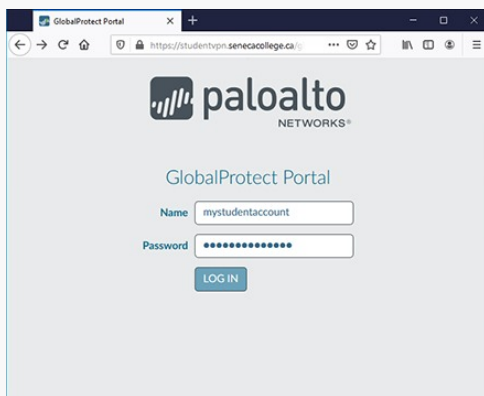 GlobalProtect Portal
https://studentvpn.senecacollege.ca/g
paloalto
NETWORKS®
GlobalProtect Portal
Name mystudentaccount
Password ●●●●●●●●●●●●●●
LOG IN